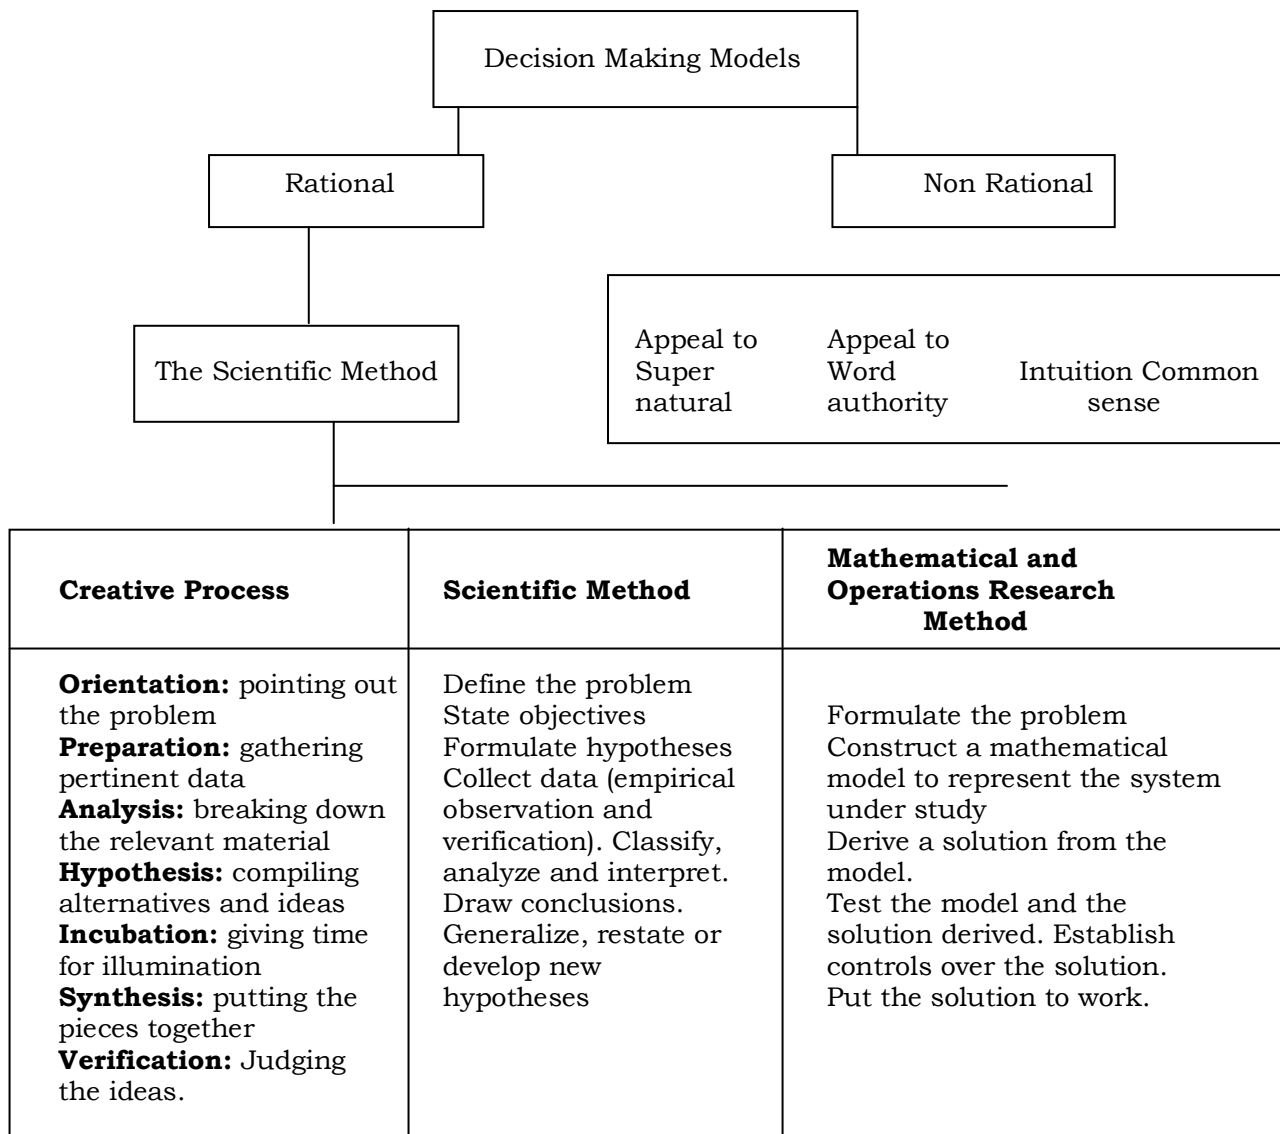 Decision Making Models
Rational
Non Rational
The Scientific Method
Appeal to
Super
natural
Appeal to
Word
authority
Intuition Common
sense
Creative Process
Scientific Method
Mathematical and
Operations Research
Method
Orientation: pointing out
the problem
Preparation: gathering
pertinent data
Analysis: breaking down
the relevant material
Hypothesis: compiling
alternatives and ideas
Incubation: giving time
for illumination
Synthesis: putting the
pieces together
Verification: Judging
the ideas.
Define the problem
State objectives
Formulate hypotheses
Collect data (empirical
observation and
verification). Classify,
analyze and interpret.
Draw conclusions.
Generalize, restate or
develop new
hypotheses
Formulate the problem
Construct a mathematical
model to represent the system
under study
Derive a solution from the
model.
Test the model and the
solution derived. Establish
controls over the solution.
Put the solution to work.